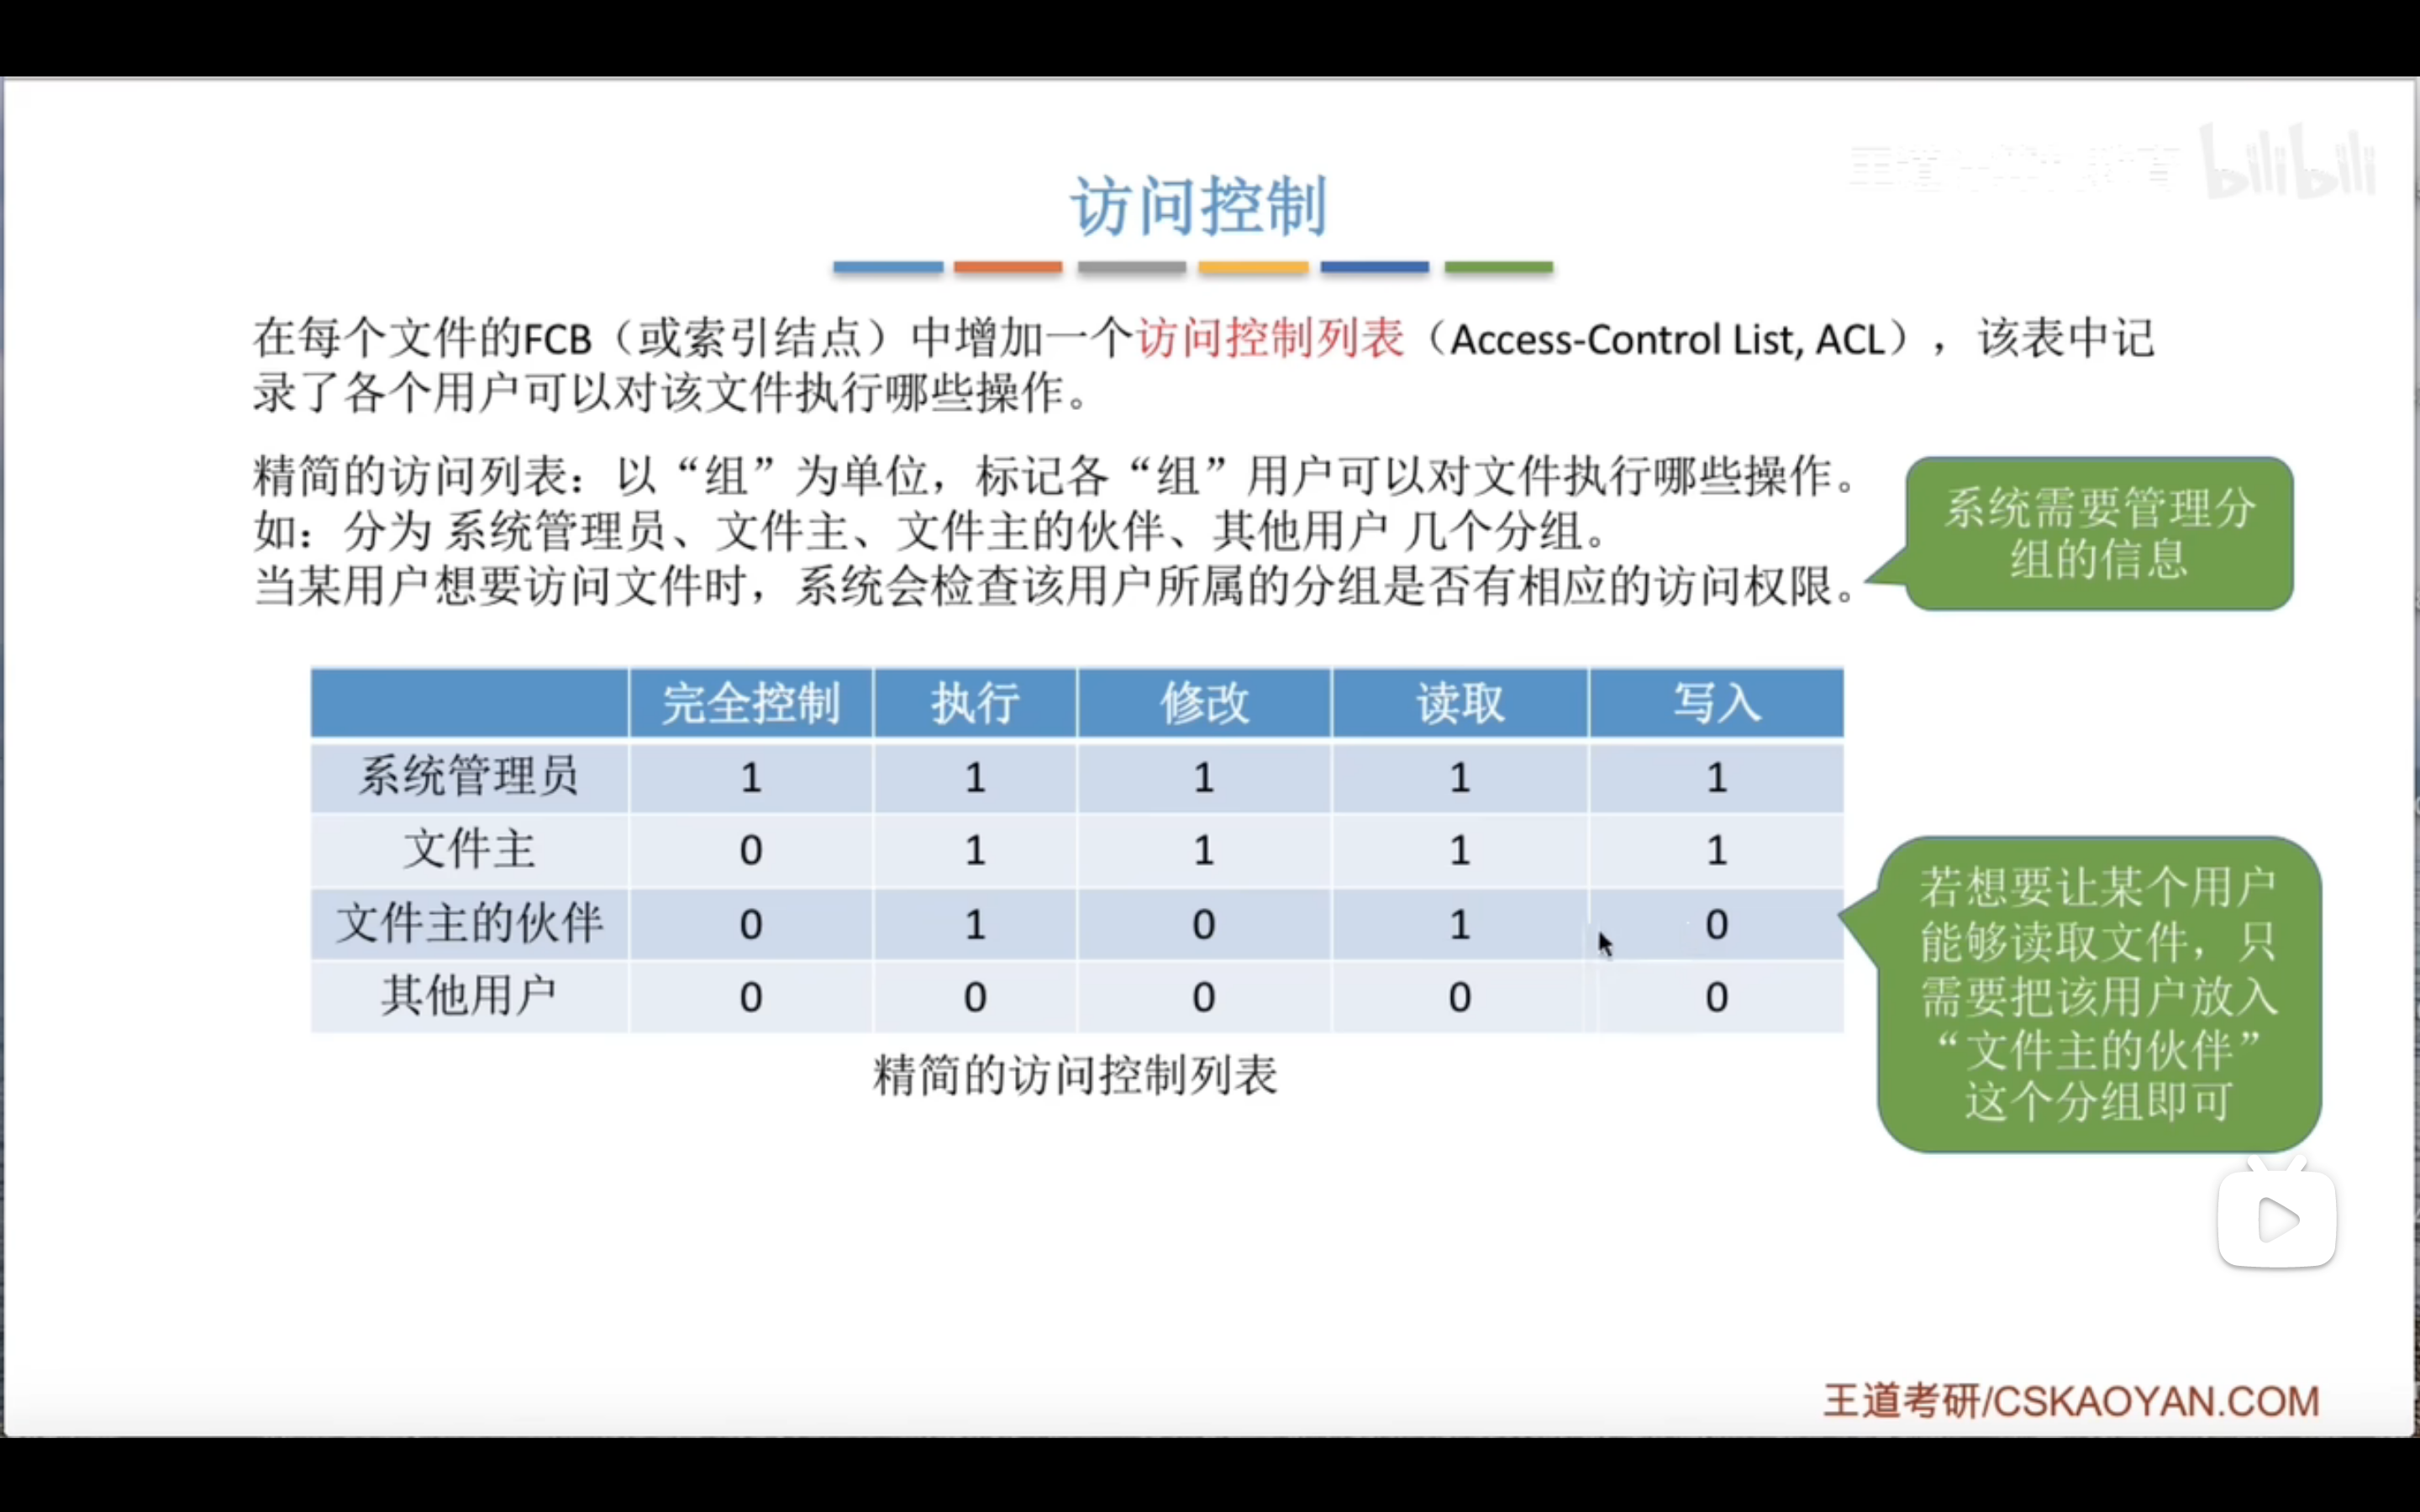 bilibili
访问控制
在每个文件的FCB（或索引结点）中增加一个访问控制列表（Access-Control List, ACL），该表中记
录了各个用户可以对该文件执行哪些操作。
精简的访问列表：以“组”为单位，标记各“组”用户可以对文件执行哪些操作。
如：分为 系统管理员、文件主、文件主的伙伴、其他用户 几个分组。
当某用户想要访问文件时，系统会检查该用户所属的分组是否有相应的访问权限。
系统需要管理分
组的信息
完全控制 执行 修改 读取 写入
系统管理员 1 1 1 1 1
文件主 0 1 1 1 1
文件主的伙伴 0 1 0 1 0
其他用户 0 0 0 0 0
精简的访问控制列表
若想要让某个用户
能够读取文件，只
需要把该用户放入
“文件主的伙伴”
这个分组即可
王道考研/CSKAOYAN.COM